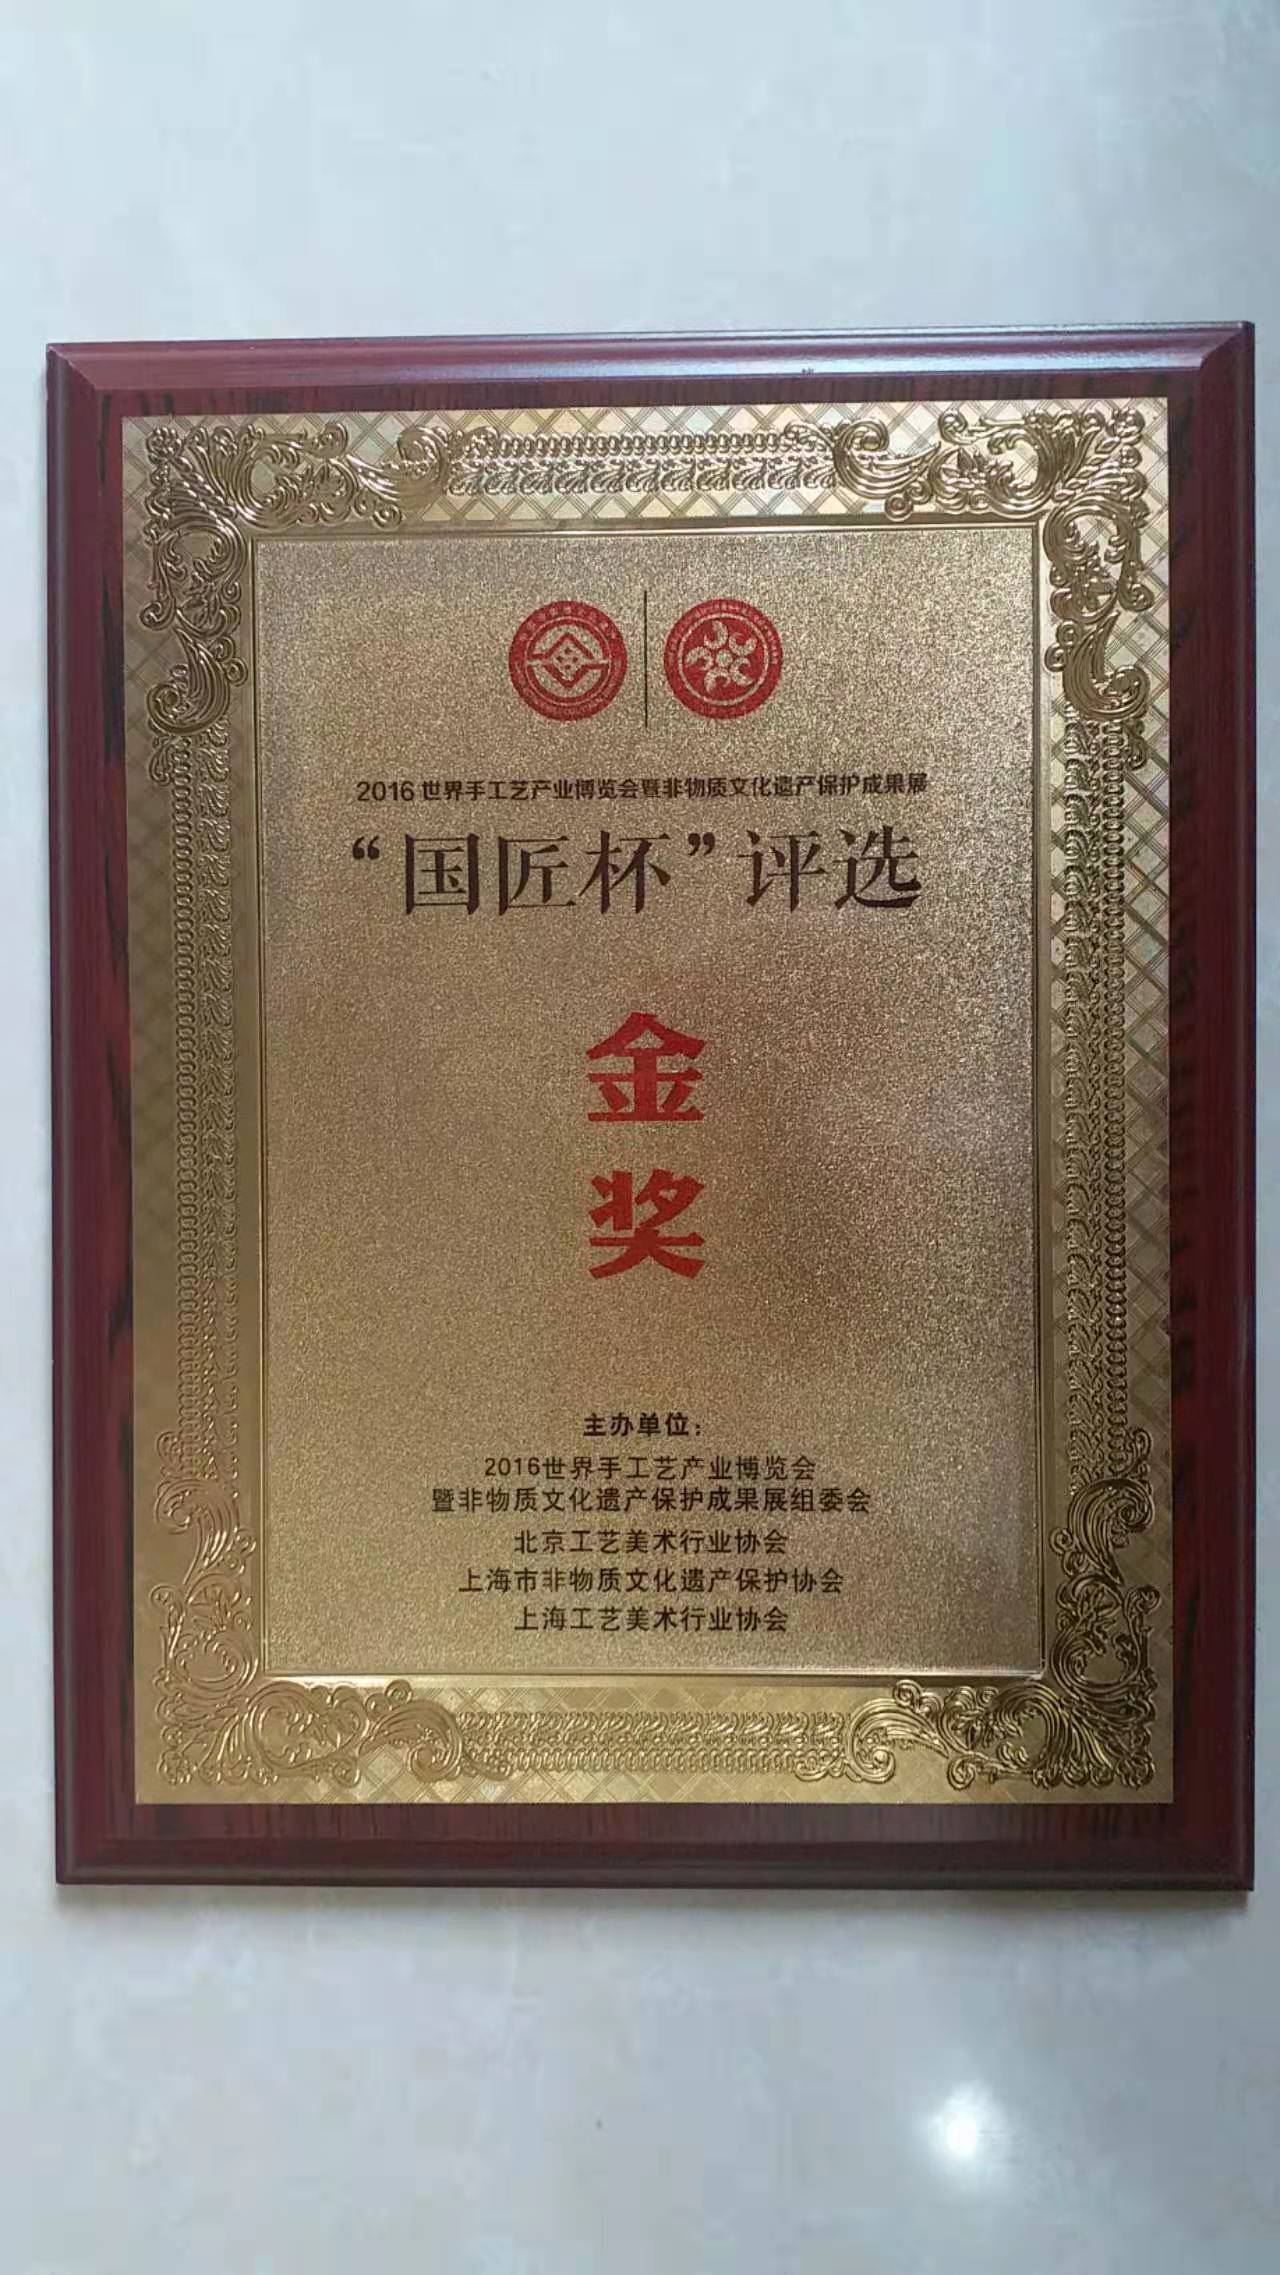 2016世界手工艺产业博览会暨非物质文化遗产保护成果展
“国匠杯”评选
金
奖
主办单位：
2016世界手工艺产业博览会
暨非物质文化遗产保护成果展组委会
北京工艺美术行业协会
上海市非物质文化遗产保护协会
上海工艺美术行业协会